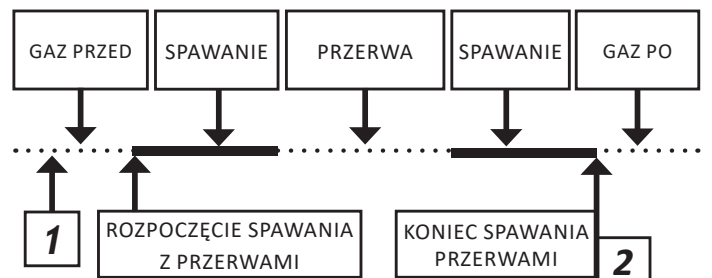 GAZ PRZED
SPAWANIE
PRZERWA
SPAWANIE
GAZ PO
1
ROZPOCZĘCIE SPAWANIA
Z PRZERWAMI
KONIEC SPAWANIA
PRZERWAMI
2